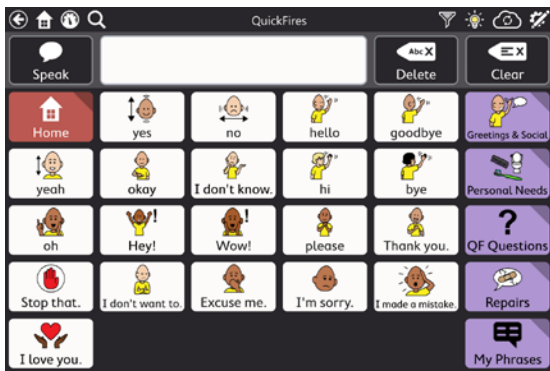 QuickFires
Speak
Abc X
Delete
X
Clear
Home
yes
no
hello
goodbye
Greetings & Social
yeah
okay
I don't know.
hi
bye
Personal Needs
oh
Hey!
Wow!
please
Thank you.
QF Questions
Stop that.
I don't want to.
Excuse me.
I'm sorry.
I made a mistake.
Repairs
I love you.
My Phrases